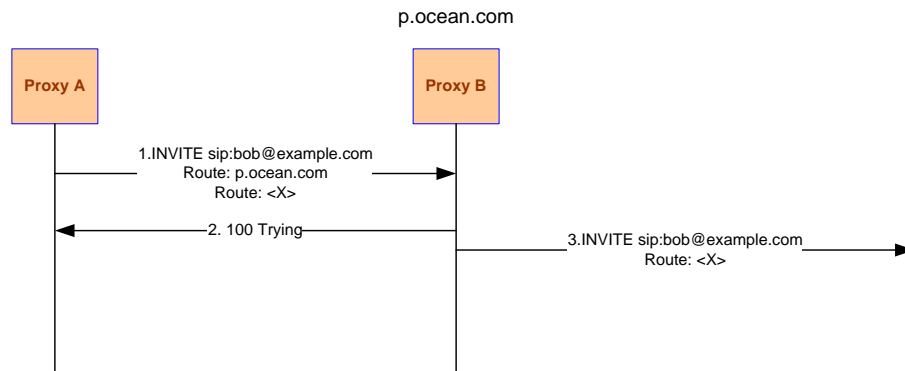 p.ocean.com
Proxy A
Proxy B
1.INVITE sip:bob@example.com
Route: p.ocean.com
Route: <X>
2. 100 Trying
3.INVITE sip:bob@example.com
Route: <X>